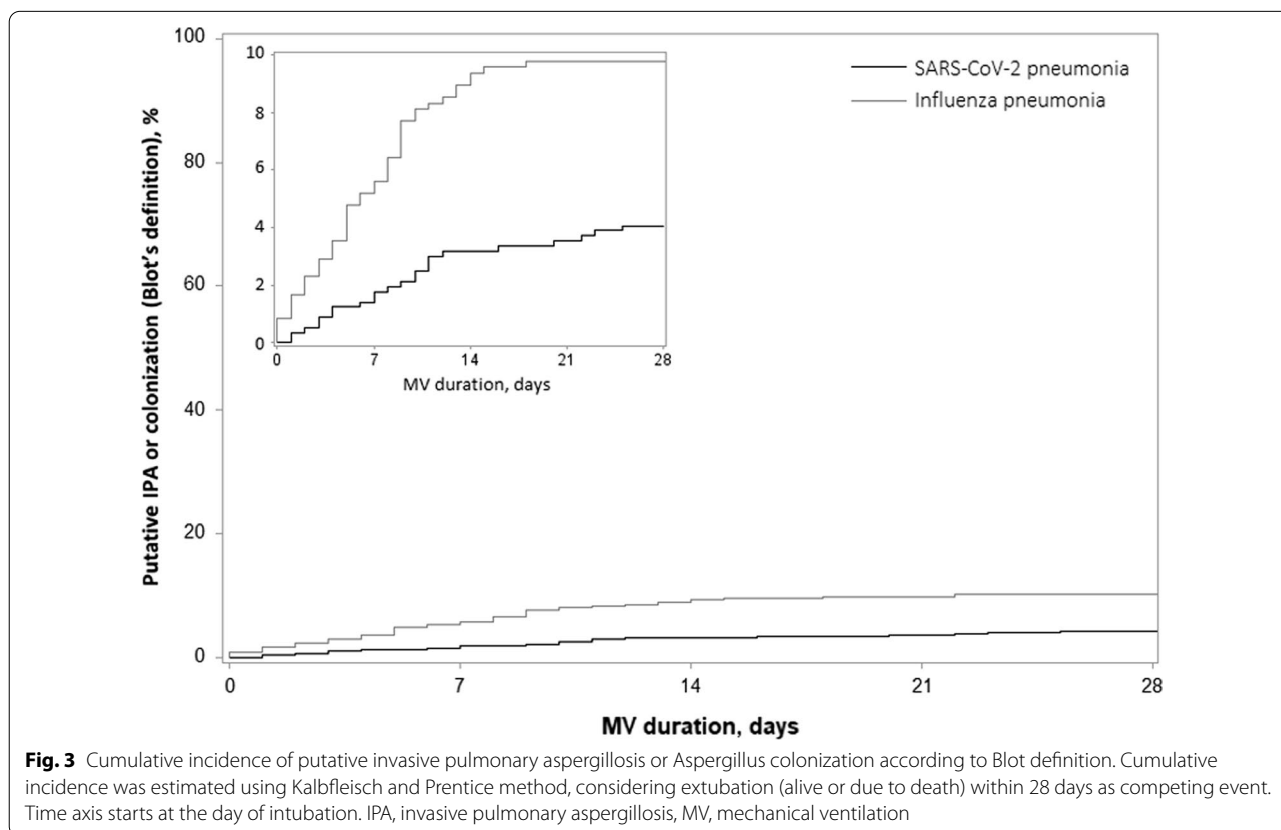 100
80
60
40
20
0
Putative IPA or colonization (Blot's definition), %
10
8
6
4
2
0
0 7 14 21 28
MV duration, days
SARS-CoV-2 pneumonia
Influenza pneumonia
0 7 14 21 28
MV duration, days
Fig. 3 Cumulative incidence of putative invasive pulmonary aspergillosis or Aspergillus colonization according to Blot definition. Cumulative
incidence was estimated using Kalbfleisch and Prentice method, considering extubation (alive or due to death) within 28 days as competing event.
Time axis starts at the day of intubation. IPA, invasive pulmonary aspergillosis, MV, mechanical ventilation